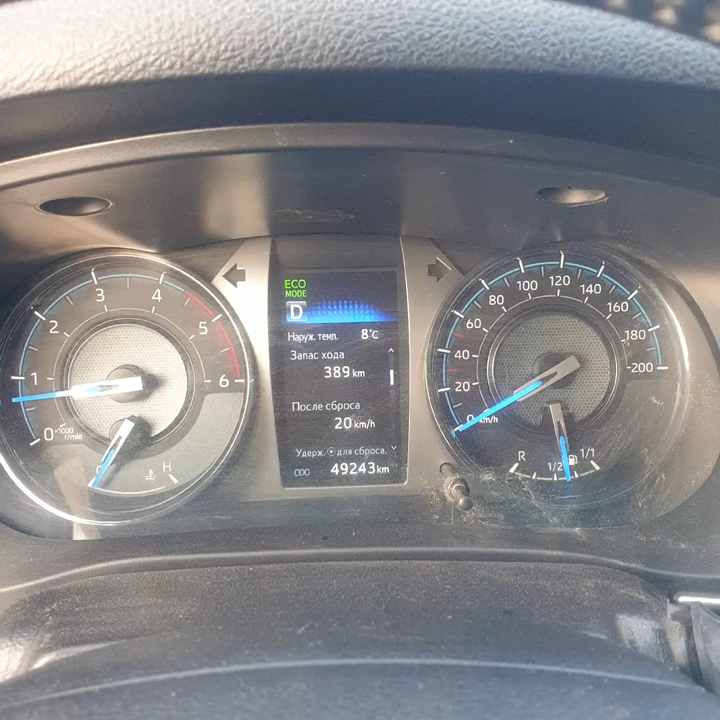 ECO
MODE
D
Наруж. темп. 8°C
Запас хода
389 km
После сброса
20 km/h
Удерж. для сброса.
ODO 49243 km
0 1 2 3 4 5 6
×1000
r/min
C H
0 20 40 60 80 100 120 140 160 180 200
km/h
R 1/2 1/1